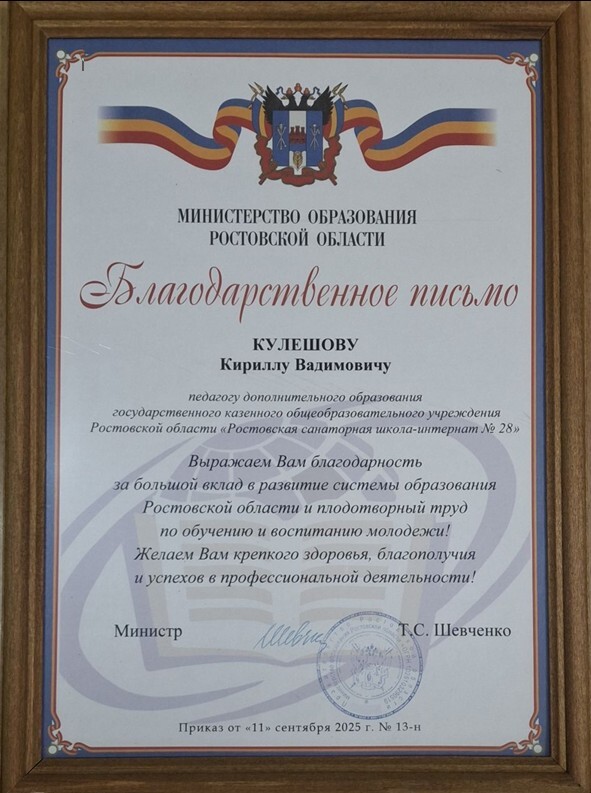 МИНИСТЕРСТВО ОБРАЗОВАНИЯ
РОСТОВСКОЙ ОБЛАСТИ
Благодарственное письмо
КУЛЕШОВУ
Кириллу Вадимовичу
педагогу дополнительного образования
государственного казенного общеобразовательного учреждения
Ростовской области «Ростовская санаторная школа-интернат № 28»
Выражаем Вам благодарность
за большой вклад в развитие системы образования
Ростовской области и плодотворный труд
по обучению и воспитанию молодежи!
Желаем Вам крепкого здоровья, благополучия
и успехов в профессиональной деятельности!
Министр Т.С. Шевченко
Приказ от «11» сентября 2025 г. № 13-н